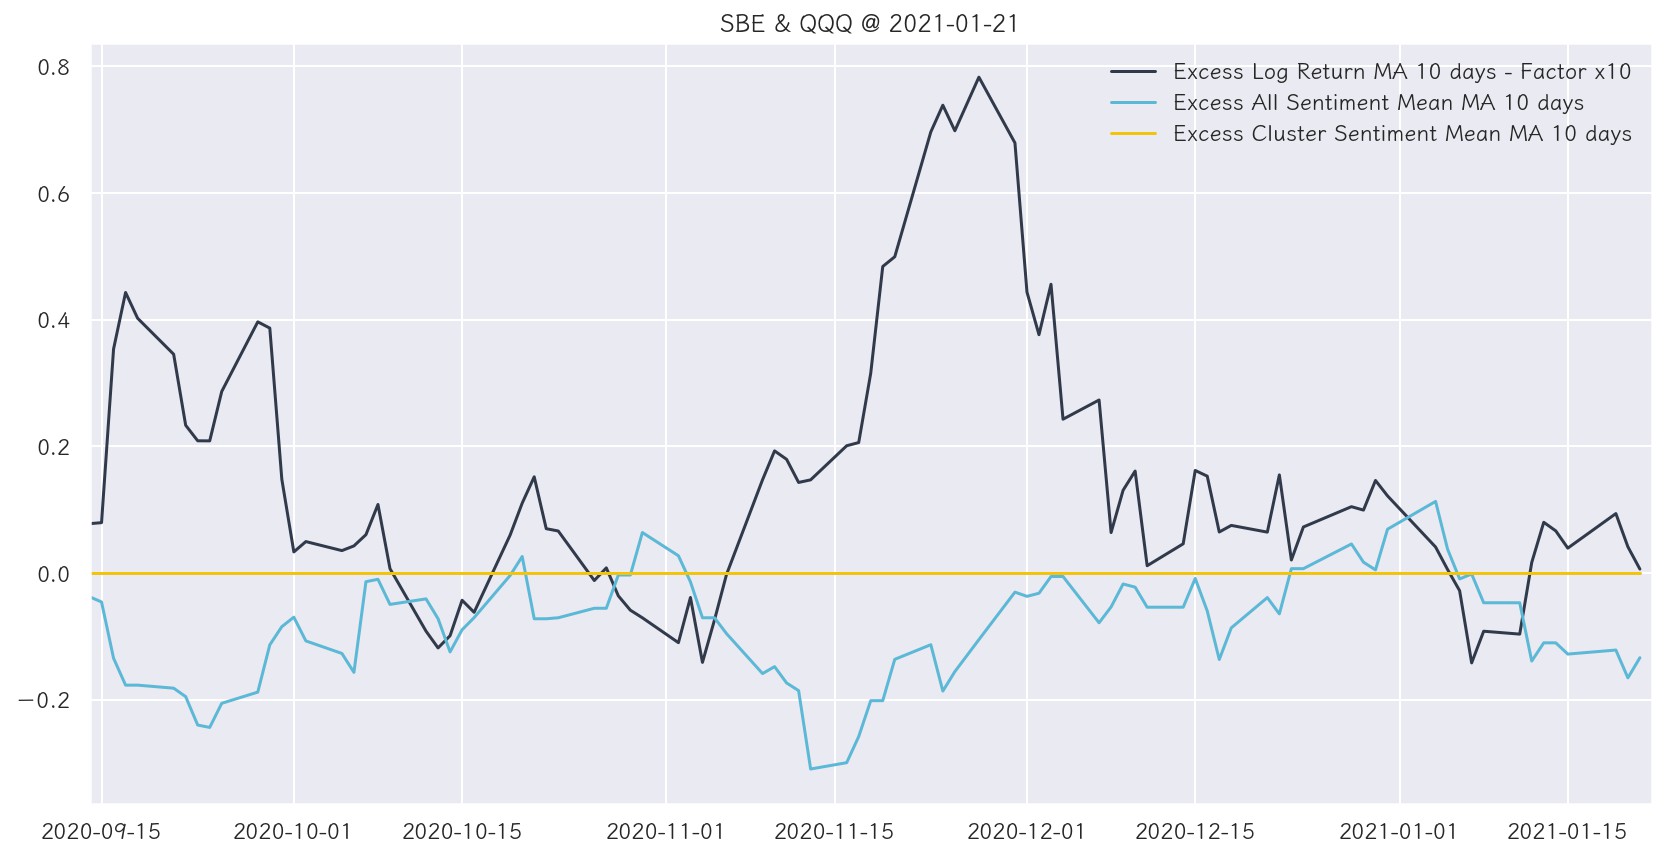 SBE & QQQ @ 2021-01-21
Excess Log Return MA 10 days - Factor x10
Excess All Sentiment Mean MA 10 days
Excess Cluster Sentiment Mean MA 10 days
0.8
0.6
0.4
0.2
0.0
−0.2
2020-09-15 2020-10-01 2020-10-15 2020-11-01 2020-11-15 2020-12-01 2020-12-15 2021-01-01 2021-01-15